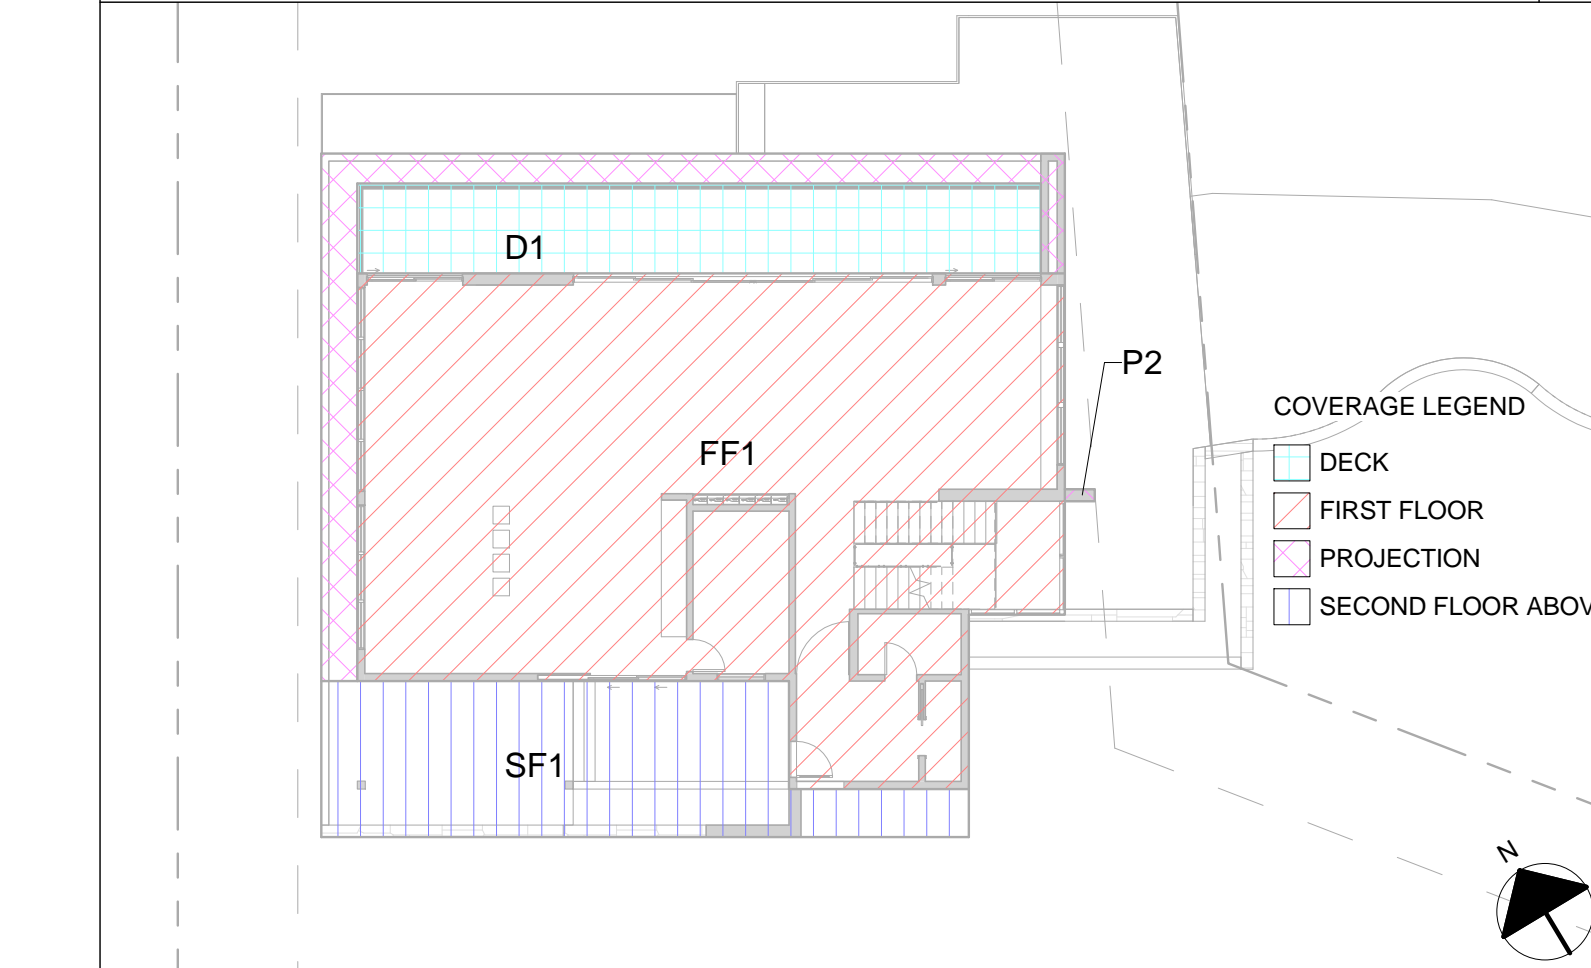 D1
P2
FF1
COVERAGE LEGEND
DECK
FIRST FLOOR
PROJECTION
SECOND FLOOR ABOV
SF1
N